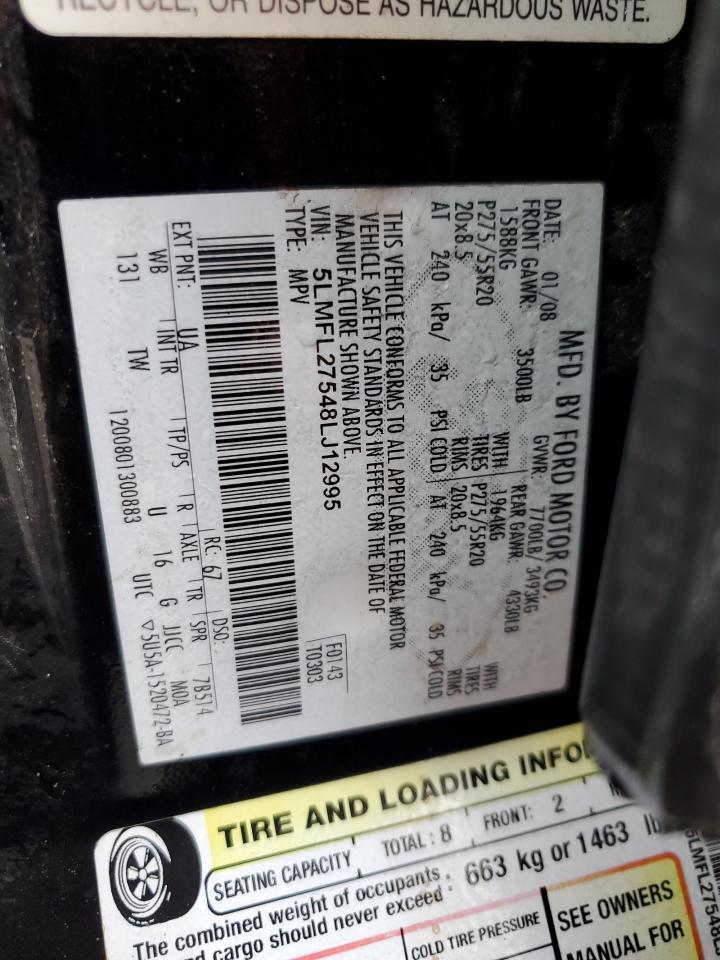 RECYCLE, OR DISPOSE AS HAZARDOUS WASTE.
MFD. BY FORD MOTOR CO.
DATE: 01/08 GVWR: 7700LB/ 3493KG
FRONT GAWR: 3500LB REAR GAWR: 4330LB
1588KG WITH 1964KG WITH
P275/55R20 TIRES P275/55R20 TIRES
20x8.5 RIMS 20x8.5 RIMS
AT 240 kPa/ 35 PSI COLD AT 240 kPa/ 35 PSI COLD
THIS VEHICLE CONFORMS TO ALL APPLICABLE FEDERAL MOTOR
VEHICLE SAFETY STANDARDS IN EFFECT ON THE DATE OF
MANUFACTURE SHOWN ABOVE.
VIN: 5LMFL27548LJ12995 F0143
TYPE: MPV T0303
EXT PNT: UA RC: 67 DSO:
WB INT TR TP/PS R AXLE TR SPR 7B514
131 TW U 16 G JJCC MOA
1200801300883 UTC ▽5U5A-1520472-BA
TIRE AND LOADING INFO
SEATING CAPACITY TOTAL: 8 FRONT: 2
The combined weight of occupants
cargo should never exceed 663 kg or 1463 lb
COLD TIRE PRESSURE SEE OWNERS
MANUAL FOR
5LMFL27548L